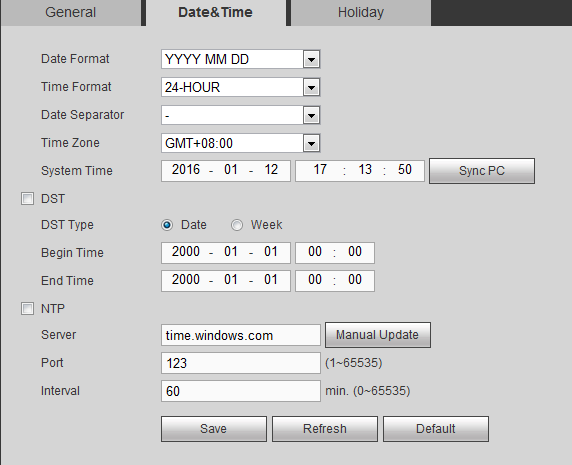 General Date&Time Holiday
Date Format YYYY MM DD
Time Format 24-HOUR
Date Separator -
Time Zone GMT+08:00
System Time 2016 - 01 - 12 17 : 13 : 50 Sync PC
DST
DST Type Date Week
Begin Time 2000 - 01 - 01 00 : 00
End Time 2000 - 01 - 01 00 : 00
NTP
Server time.windows.com Manual Update
Port 123 (1~65535)
Interval 60 min. (0~65535)
Save Refresh Default